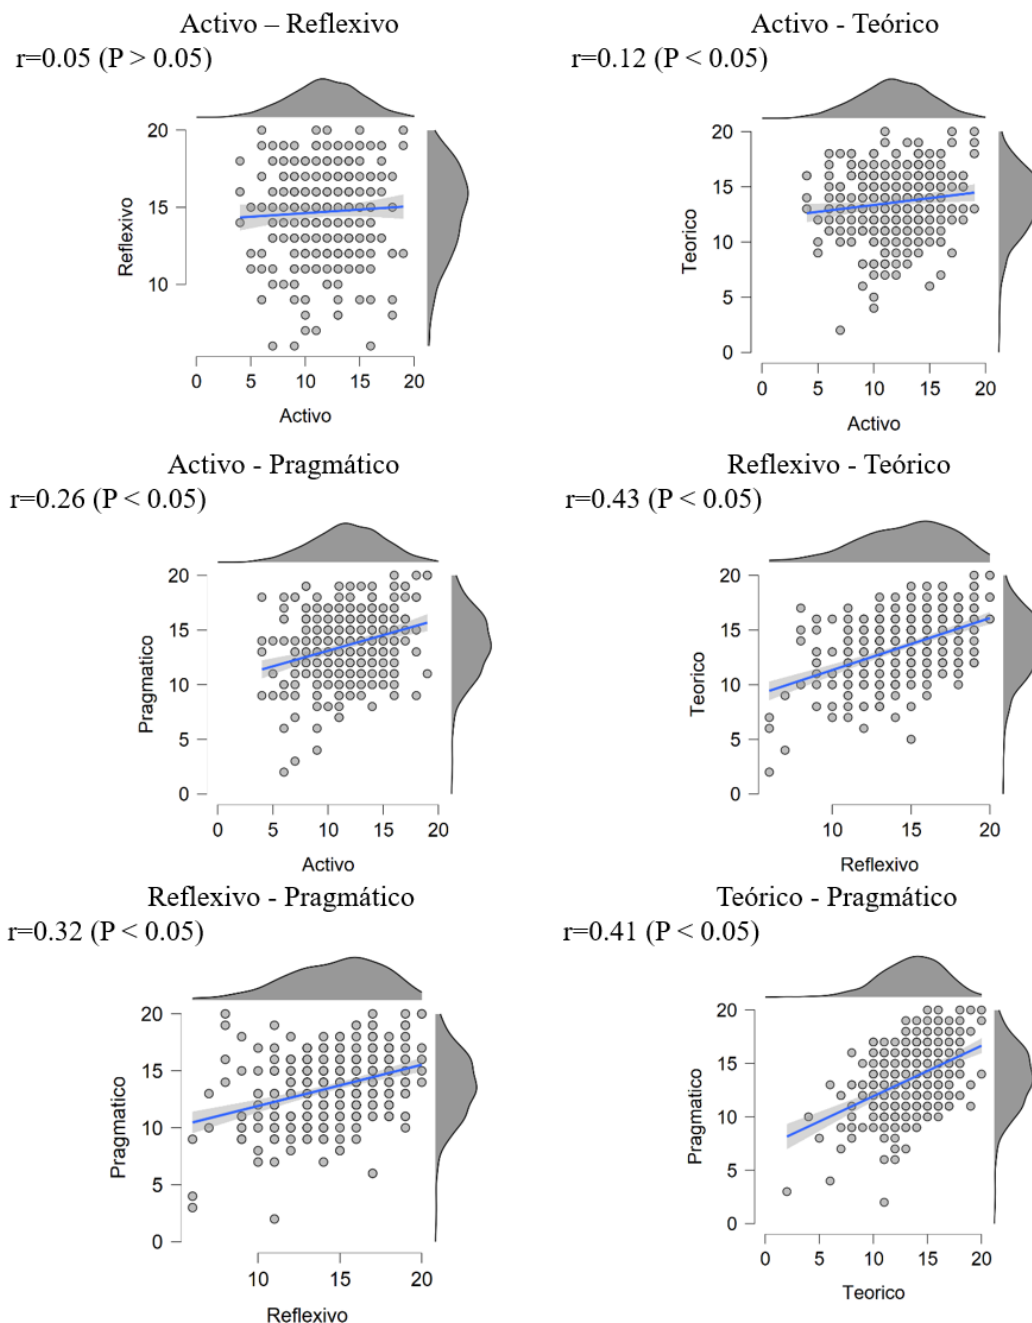 Activo – Reflexivo
r=0.05 (P > 0.05)
20
15
10
Reflexivo
0 5 10 15 20
Activo
Activo - Teórico
r=0.12 (P < 0.05)
20
15
10
5
0
Teorico
0 5 10 15 20
Activo
Activo - Pragmático
r=0.26 (P < 0.05)
20
15
10
5
0
Pragmatico
0 5 10 15 20
Activo
Reflexivo - Teórico
r=0.43 (P < 0.05)
20
15
10
5
0
Teorico
10 15 20
Reflexivo
Reflexivo - Pragmático
r=0.32 (P < 0.05)
20
15
10
5
0
Pragmatico
10 15 20
Reflexivo
Teórico - Pragmático
r=0.41 (P < 0.05)
20
15
10
5
0
Pragmatico
0 5 10 15 20
Teorico